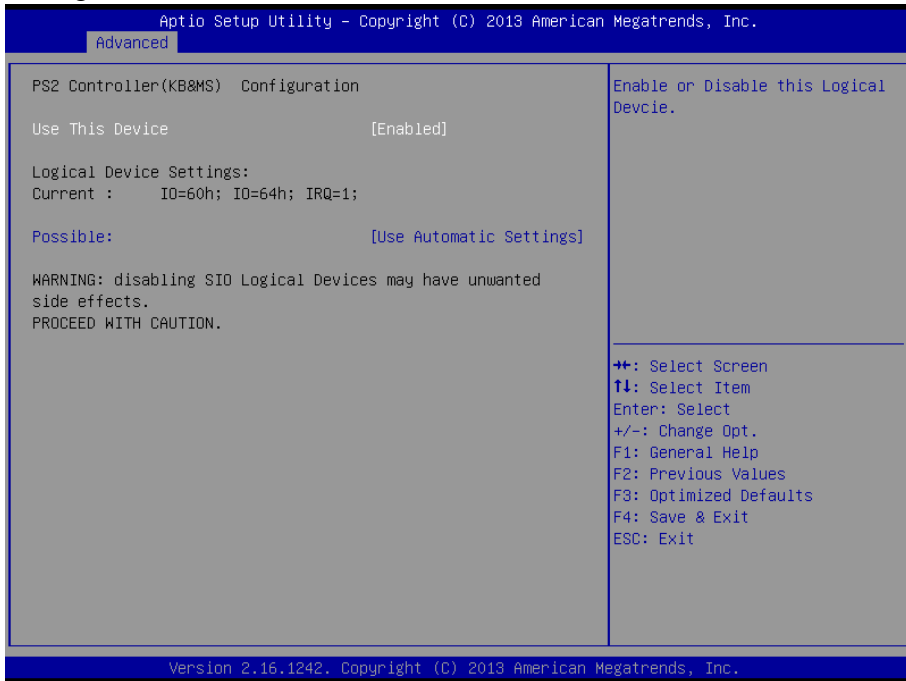 Aptio Setup Utility – Copyright (C) 2013 American Megatrends, Inc.
Advanced
PS2 Controller(KB&MS) Configuration
Use This Device [Enabled]
Logical Device Settings:
Current : IO=60h; IO=64h; IRQ=1;
Possible: [Use Automatic Settings]
WARNING: disabling SIO Logical Devices may have unwanted
side effects.
PROCEED WITH CAUTION.
Enable or Disable this Logical
Devcie.
→←: Select Screen
↑↓: Select Item
Enter: Select
+/-: Change Opt.
F1: General Help
F2: Previous Values
F3: Optimized Defaults
F4: Save & Exit
ESC: Exit
Version 2.16.1242. Copyright (C) 2013 American Megatrends, Inc.